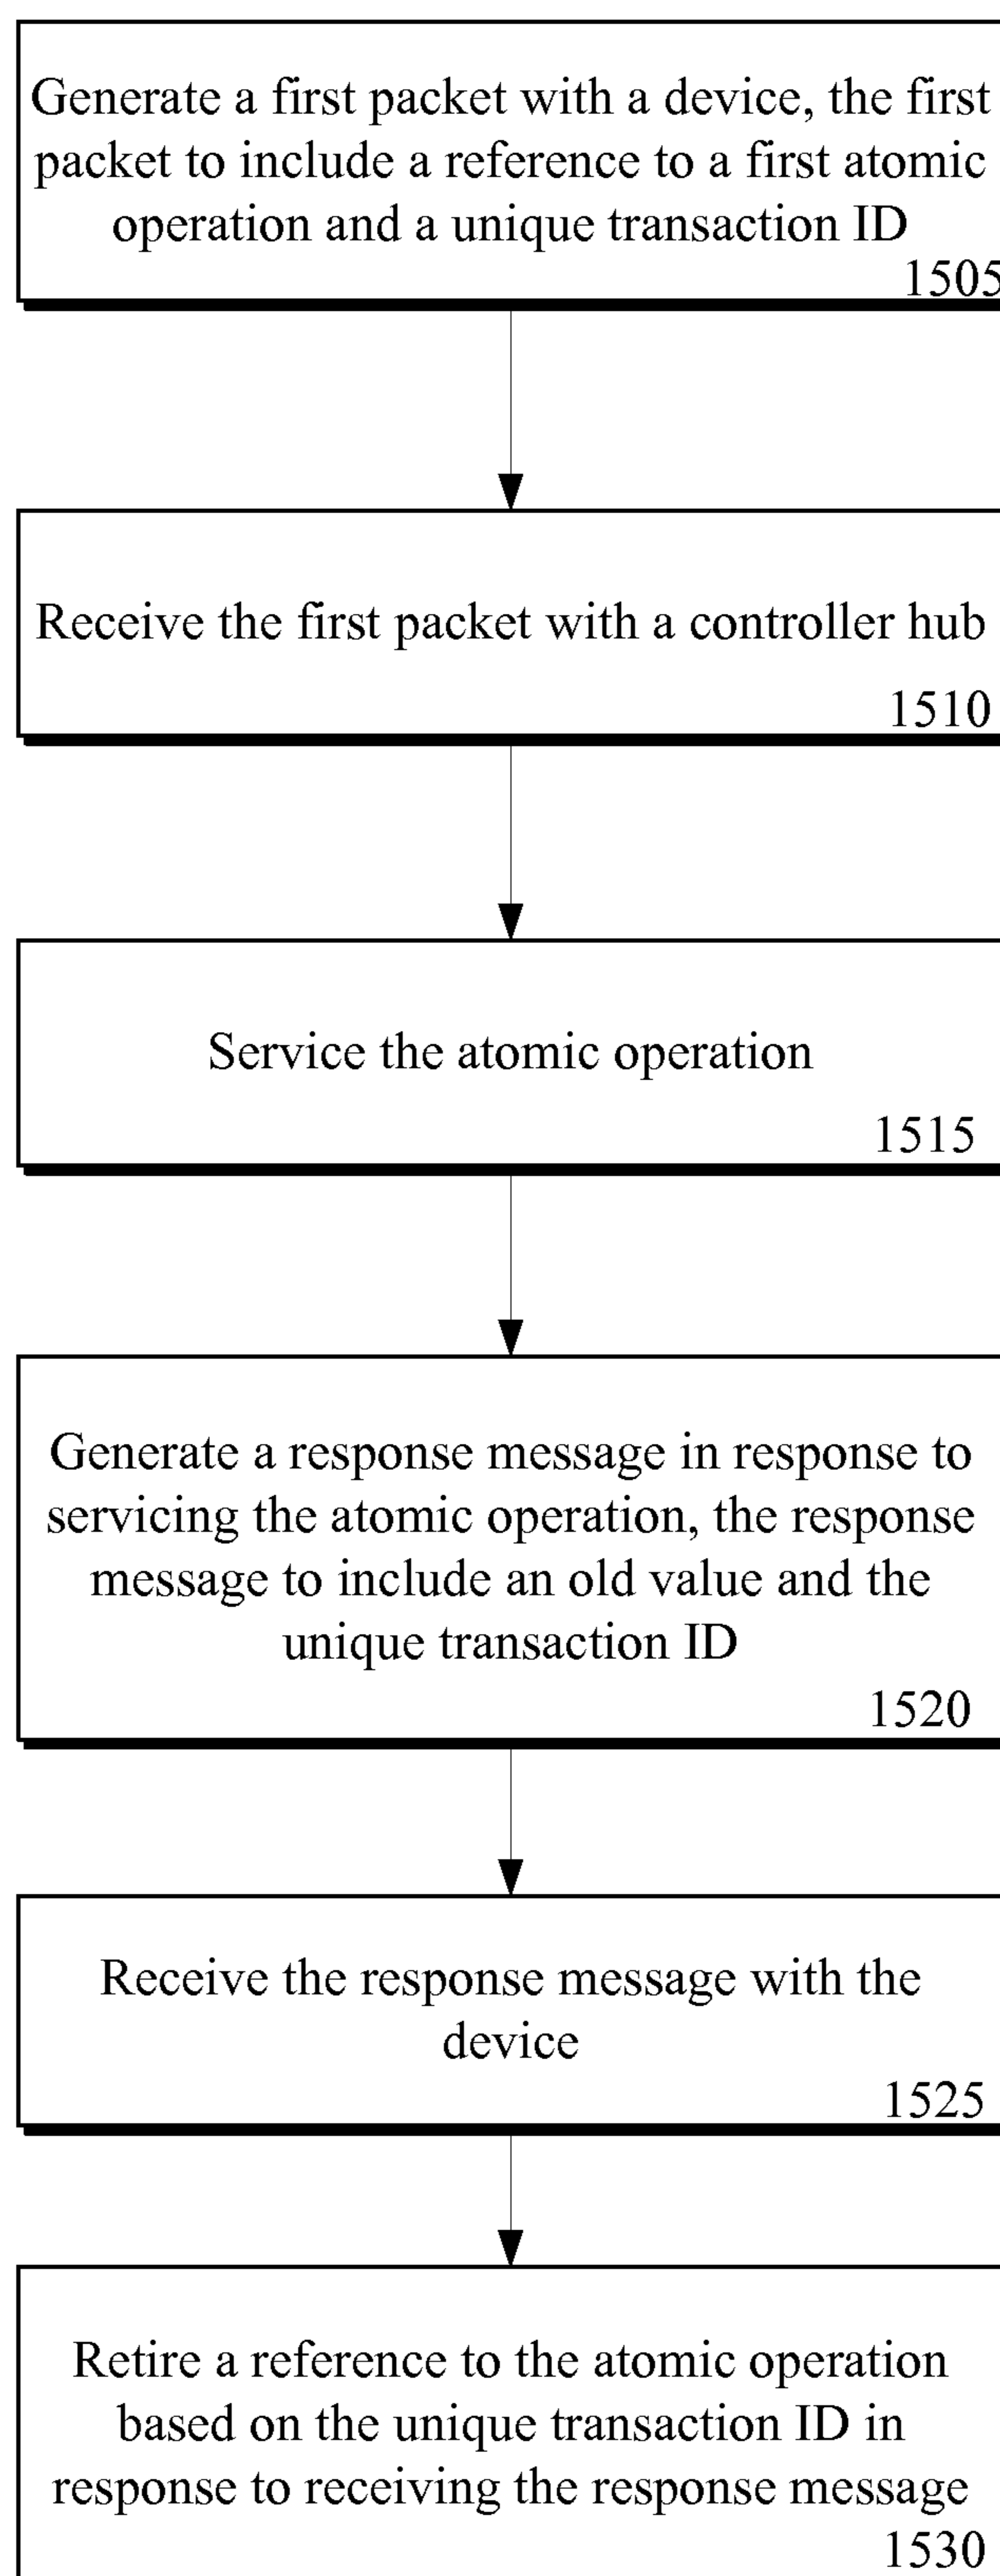 Generate a first packet with a device, the first
packet to include a reference to a first atomic
operation and a unique transaction ID
1505
Receive the first packet with a controller hub
1510
Service the atomic operation
1515
Generate a response message in response to
servicing the atomic operation, the response
message to include an old value and the
unique transaction ID
1520
Receive the response message with the
device
1525
Retire a reference to the atomic operation
based on the unique transaction ID in
response to receiving the response message
1530